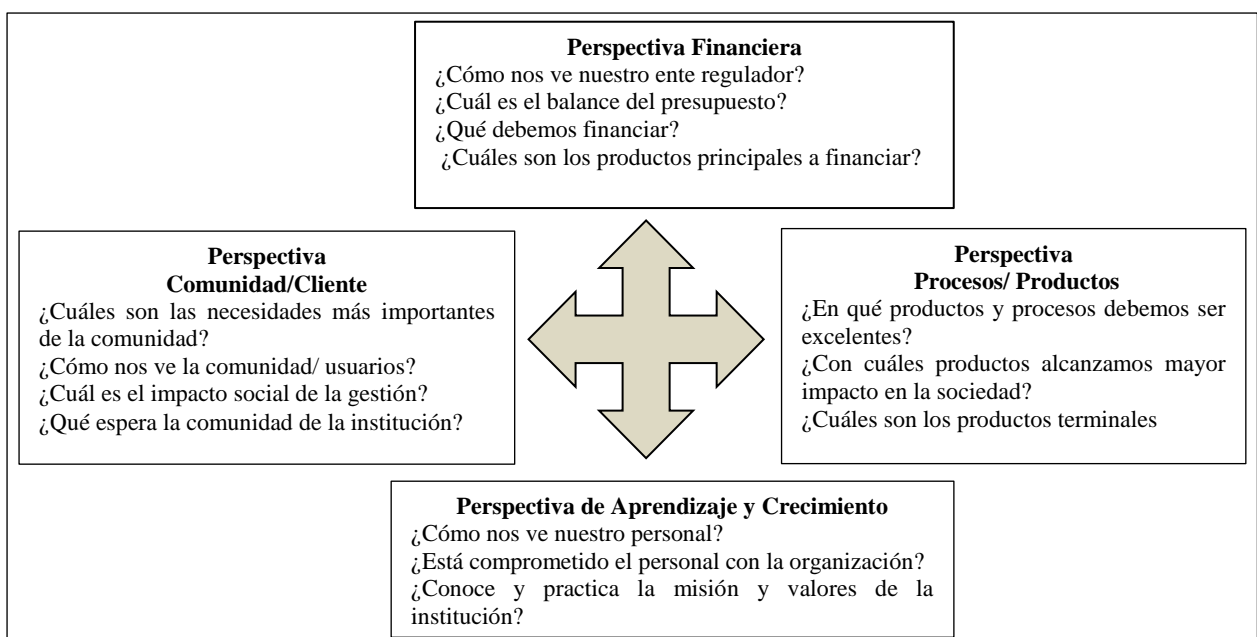 Perspectiva Financiera
¿Cómo nos ve nuestro ente regulador?
¿Cuál es el balance del presupuesto?
¿Qué debemos financiar?
¿Cuáles son los productos principales a financiar?
Perspectiva
Comunidad/Cliente
¿Cuáles son las necesidades más importantes
de la comunidad?
¿Cómo nos ve la comunidad/ usuarios?
¿Cuál es el impacto social de la gestión?
¿Qué espera la comunidad de la institución?
Perspectiva
Procesos/ Productos
¿En qué productos y procesos debemos ser
excelentes?
¿Con cuáles productos alcanzamos mayor
impacto en la sociedad?
¿Cuáles son los productos terminales
Perspectiva de Aprendizaje y Crecimiento
¿Cómo nos ve nuestro personal?
¿Está comprometido el personal con la organización?
¿Conoce y practica la misión y valores de la
institución?